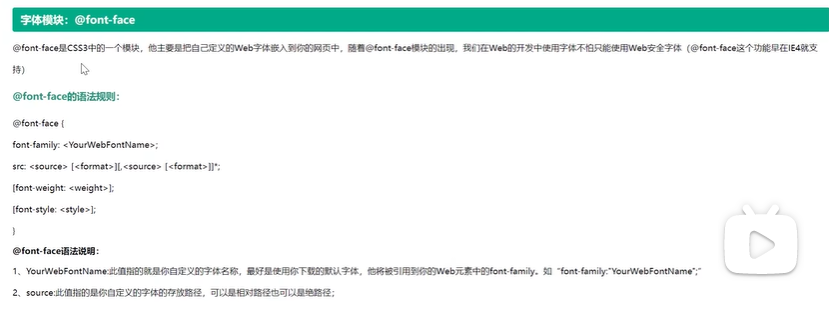 字体模块：@font-face
@font-face是CSS3中的一个模块，他主要是把自己定义的Web字体嵌入到你的网页中，随着@font-face模块的出现，我们在Web的开发中使用字体不怕只能使用Web安全字体（@font-face这个功能早在IE4就支
持）
@font-face的语法规则：
@font-face {
font-family: <YourWebFontName>;
src: <source> [<format>][,<source> [<format>]]*;
[font-weight: <weight>];
[font-style: <style>];
}
@font-face语法说明：
1、YourWebFontName:此值指的就是你自定义的字体名称，最好是使用你下载的默认字体，他将被引用到你的Web元素中的font-family。如“font-family:"YourWebFontName";”
2、source:此值指的是你自定义的字体的存放路径，可以是相对路径也可以是绝路径；